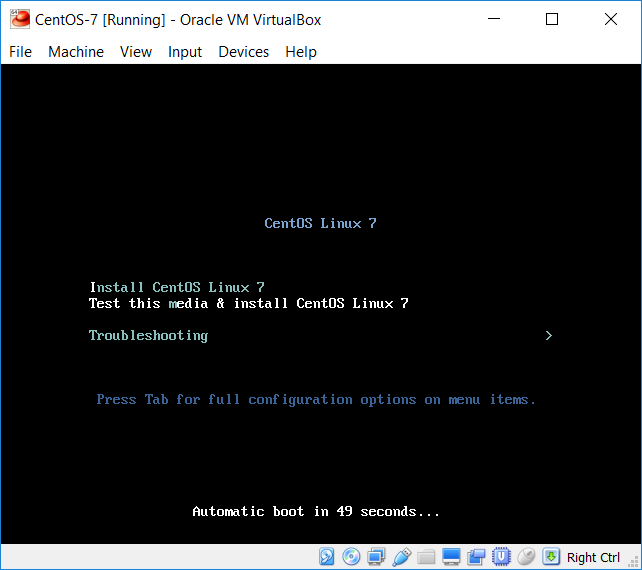 CentOS-7 [Running] - Oracle VM VirtualBox
File Machine View Input Devices Help
CentOS Linux 7
Install CentOS Linux 7
Test this media & install CentOS Linux 7
Troubleshooting >
Press Tab for full configuration options on menu items.
Automatic boot in 49 seconds...
Right Ctrl